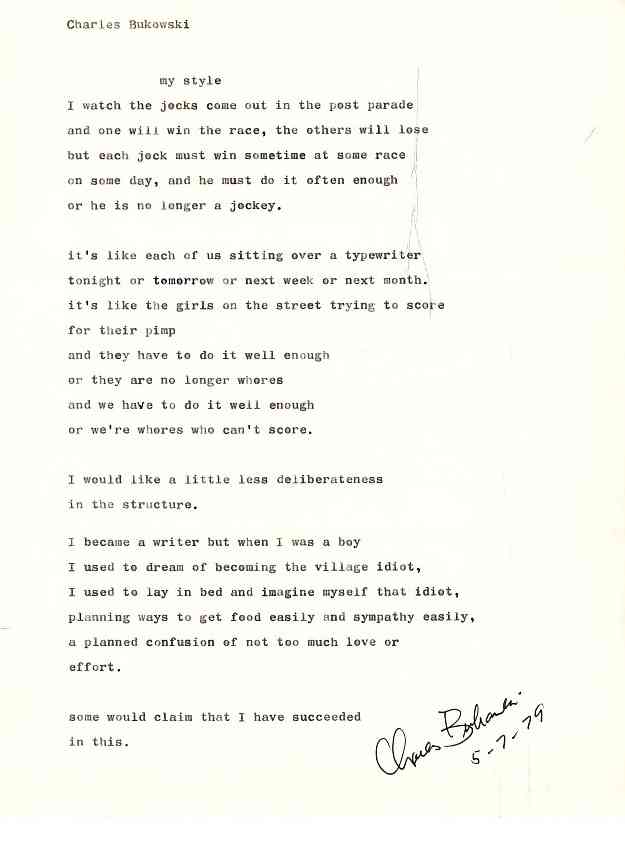 Charles Bukowski
my style
I watch the jocks come out in the post parade
and one will win the race, the others will lose
but each jock must win sometime at some race
on some day, and he must do it often enough
or he is no longer a jockey.
it's like each of us sitting over a typewriter
tonight or tomorrow or next week or next month.
it's like the girls on the street trying to score
for their pimp
and they have to do it well enough
or they are no longer whores
and we have to do it well enough
or we're whores who can't score.
I would like a little less deliberateness
in the structure.
I became a writer but when I was a boy
I used to dream of becoming the village idiot,
I used to lay in bed and imagine myself that idiot,
planning ways to get food easily and sympathy easily,
a planned confusion of not too much love or
effort.
some would claim that I have succeeded
in this.
Charles Bukowski
5-7-79